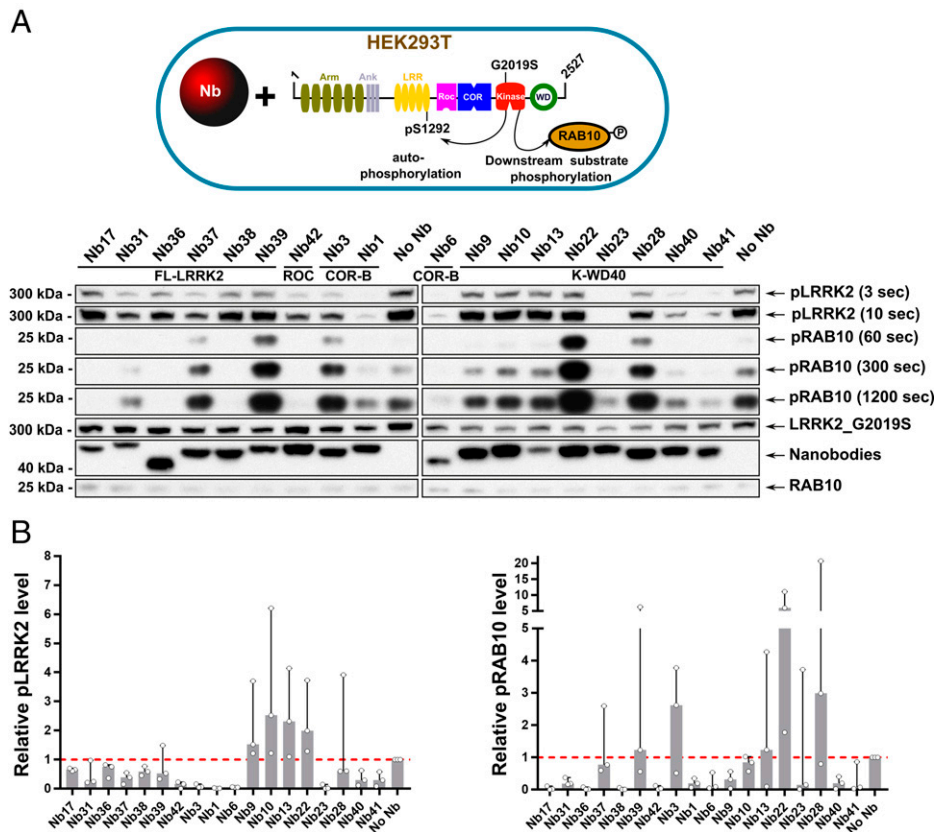 A
HEK293T
Nb
+
1
Arm
Ank
LRR
Roc
COR
Kinase
WD
G2019S
2527
pS1292
RAB10
P
auto-
phosphorylation
Downstream substrate
phosphorylation
Nb17 Nb31 Nb36 Nb37 Nb38 Nb39 Nb42 Nb3 Nb1 No Nb Nb6 Nb9 Nb10 Nb13 Nb22 Nb23 Nb28 Nb40 Nb41 No Nb
FL-LRRK2 ROC COR-B COR-B K-WD40
300 kDa - pLRRK2 (3 sec)
300 kDa - pLRRK2 (10 sec)
25 kDa - pRAB10 (60 sec)
25 kDa - pRAB10 (300 sec)
25 kDa - pRAB10 (1200 sec)
300 kDa - LRRK2_G2019S
40 kDa - Nanobodies
25 kDa - RAB10
B
Relative pLRRK2 level
8
7
6
5
4
3
2
1
0
Nb17 Nb31 Nb36 Nb37 Nb38 Nb39 Nb42 Nb3 Nb1 Nb6 Nb9 Nb10 Nb13 Nb22 Nb23 Nb28 Nb40 Nb41 No Nb
Relative pRAB10 level
20
15
10
5
4
3
2
1
0
Nb17 Nb31 Nb36 Nb37 Nb38 Nb39 Nb42 Nb3 Nb1 Nb6 Nb9 Nb10 Nb13 Nb22 Nb23 Nb28 Nb40 Nb41 No Nb